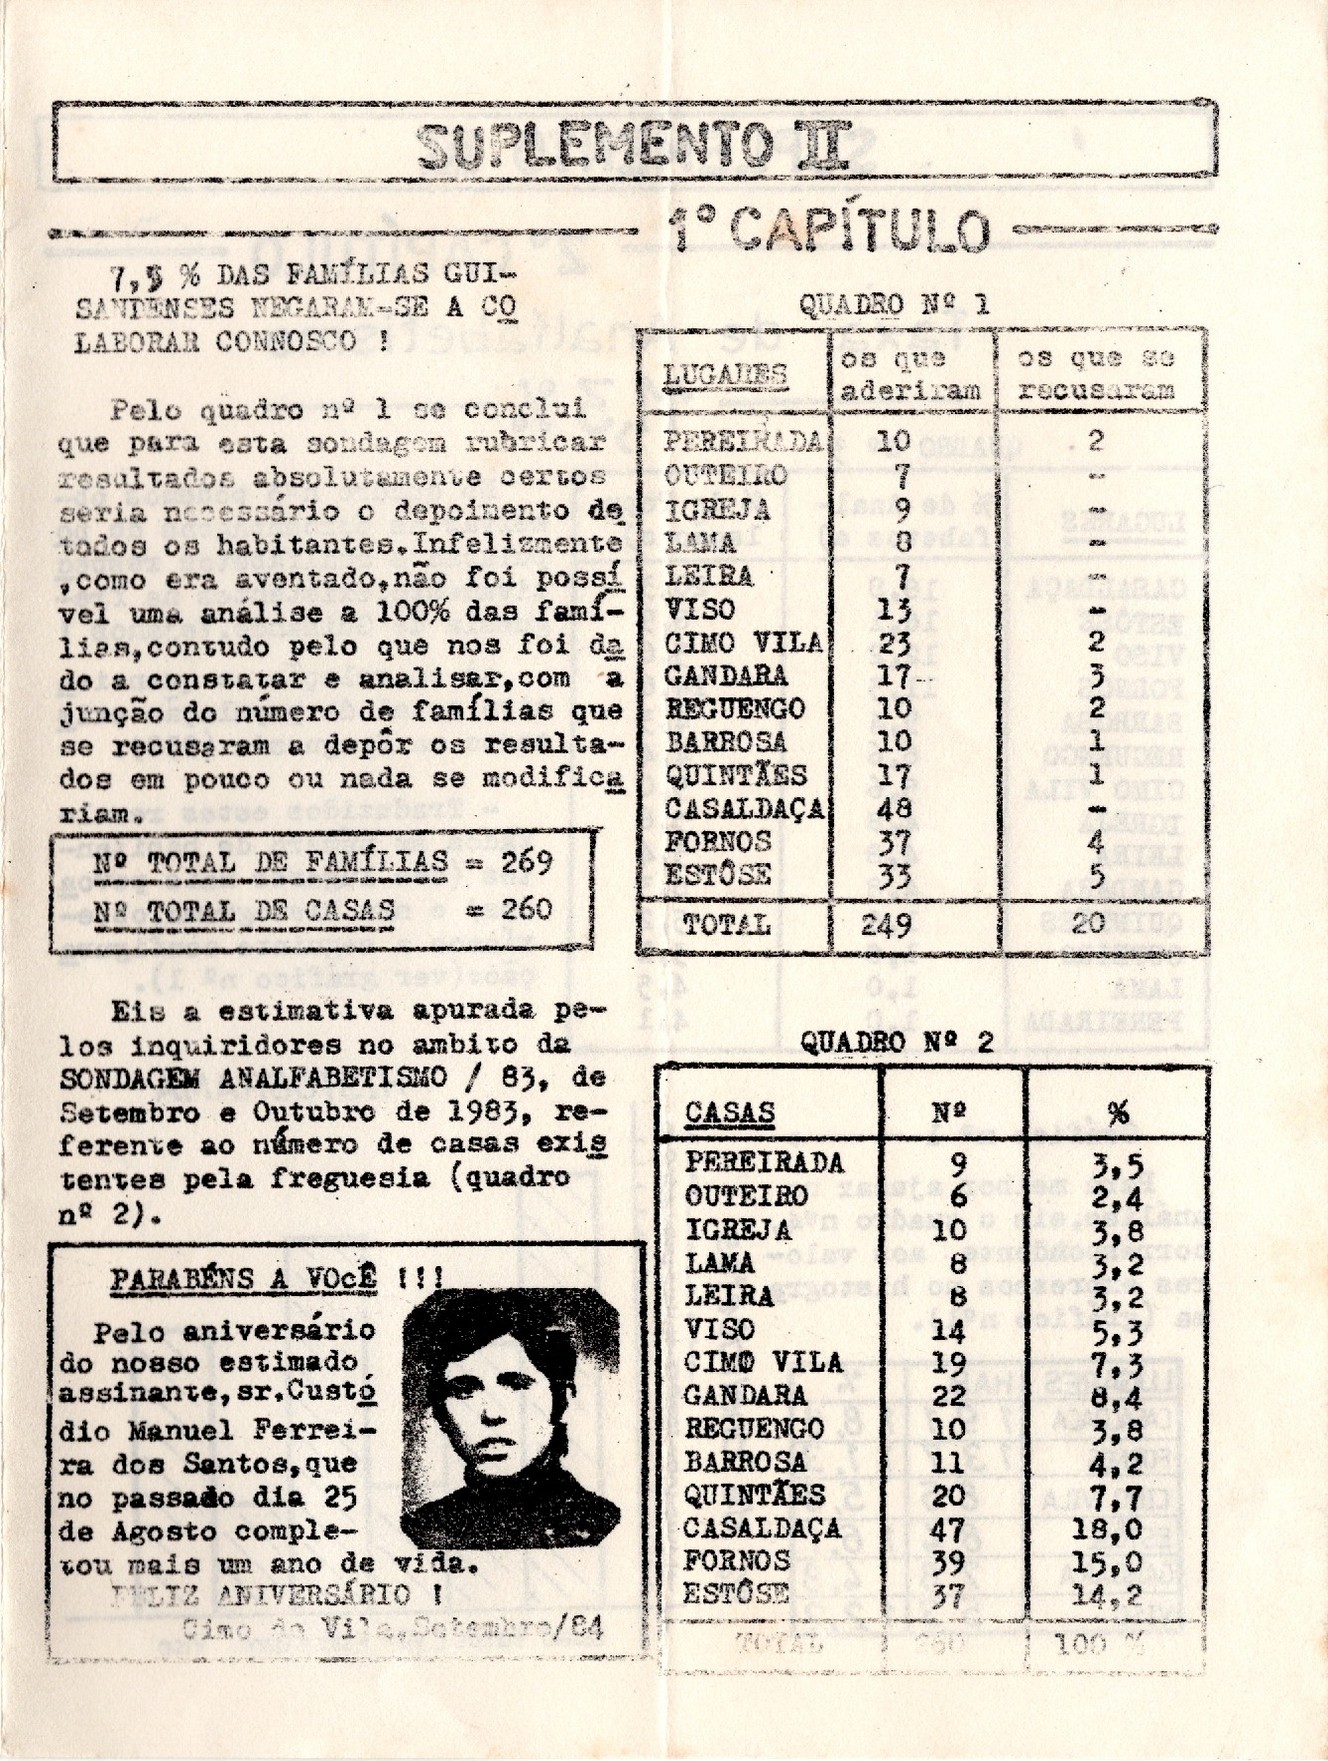 SUPLEMENTO II
1º CAPÍTULO
7,5 % DAS FAMÍLIAS GUI-
SANDENSES NEGARAM-SE A CO
LABORAR CONNOSCO !
Pelo quadro nº 1 se conclui
que para esta sondagem rubricar
resultados absolutamente certos
seria necessário o depoimento de
todos os habitantes.Infelizmente
,como era aventado,não foi possí
vel uma análise a 100% das famí-
lias,contudo pelo que nos foi da
do a constatar e analisar,com a
junção do número de famílias que
se recusaram a depôr os resulta-
dos em pouco ou nada se modifica
riam.
Nº TOTAL DE FAMÍLIAS = 269
Nº TOTAL DE CASAS = 260
Eis a estimativa apurada pe-
los inquiridores no ambito da
SONDAGEM ANALFABETISMO / 83, de
Setembro e Outubro de 1983, re-
ferente ao número de casas exis
tentes pela freguesia (quadro
nº 2).
PARABÉNS A VOcÊ !!!
Pelo aniversário
do nosso estimado
assinante,sr.Custó
dio Manuel Ferrei-
ra dos Santos,que
no passado dia 25
de Agosto comple-
tou mais um ano de vida.
FELIZ ANIVERSÁRIO !
Cimo de Vila,Setembro/84
QUADRO Nº 1
LUGARES os que aderiram os que se recusaram
PEREIRADA 10 2
OUTEIRO 7 -
IGREJA 9 -
LAMA 8 -
LEIRA 7 -
VISO 13 -
CIMO VILA 23 2
GANDARA 17 3
REGUENGO 10 2
BARROSA 10 1
QUINTÃES 17 1
CASALDAÇA 48 -
FORNOS 37 4
ESTÔSE 33 5
TOTAL 249 20
QUADRO Nº 2
CASAS Nº %
PEREIRADA 9 3,5
OUTEIRO 6 2,4
IGREJA 10 3,8
LAMA 8 3,2
LEIRA 8 3,2
VISO 14 5,3
CIMO VILA 19 7,3
GANDARA 22 8,4
REGUENGO 10 3,8
BARROSA 11 4,2
QUINTÃES 20 7,7
CASALDAÇA 47 18,0
FORNOS 39 15,0
ESTÔSE 37 14,2
TOTAL 260 100 %